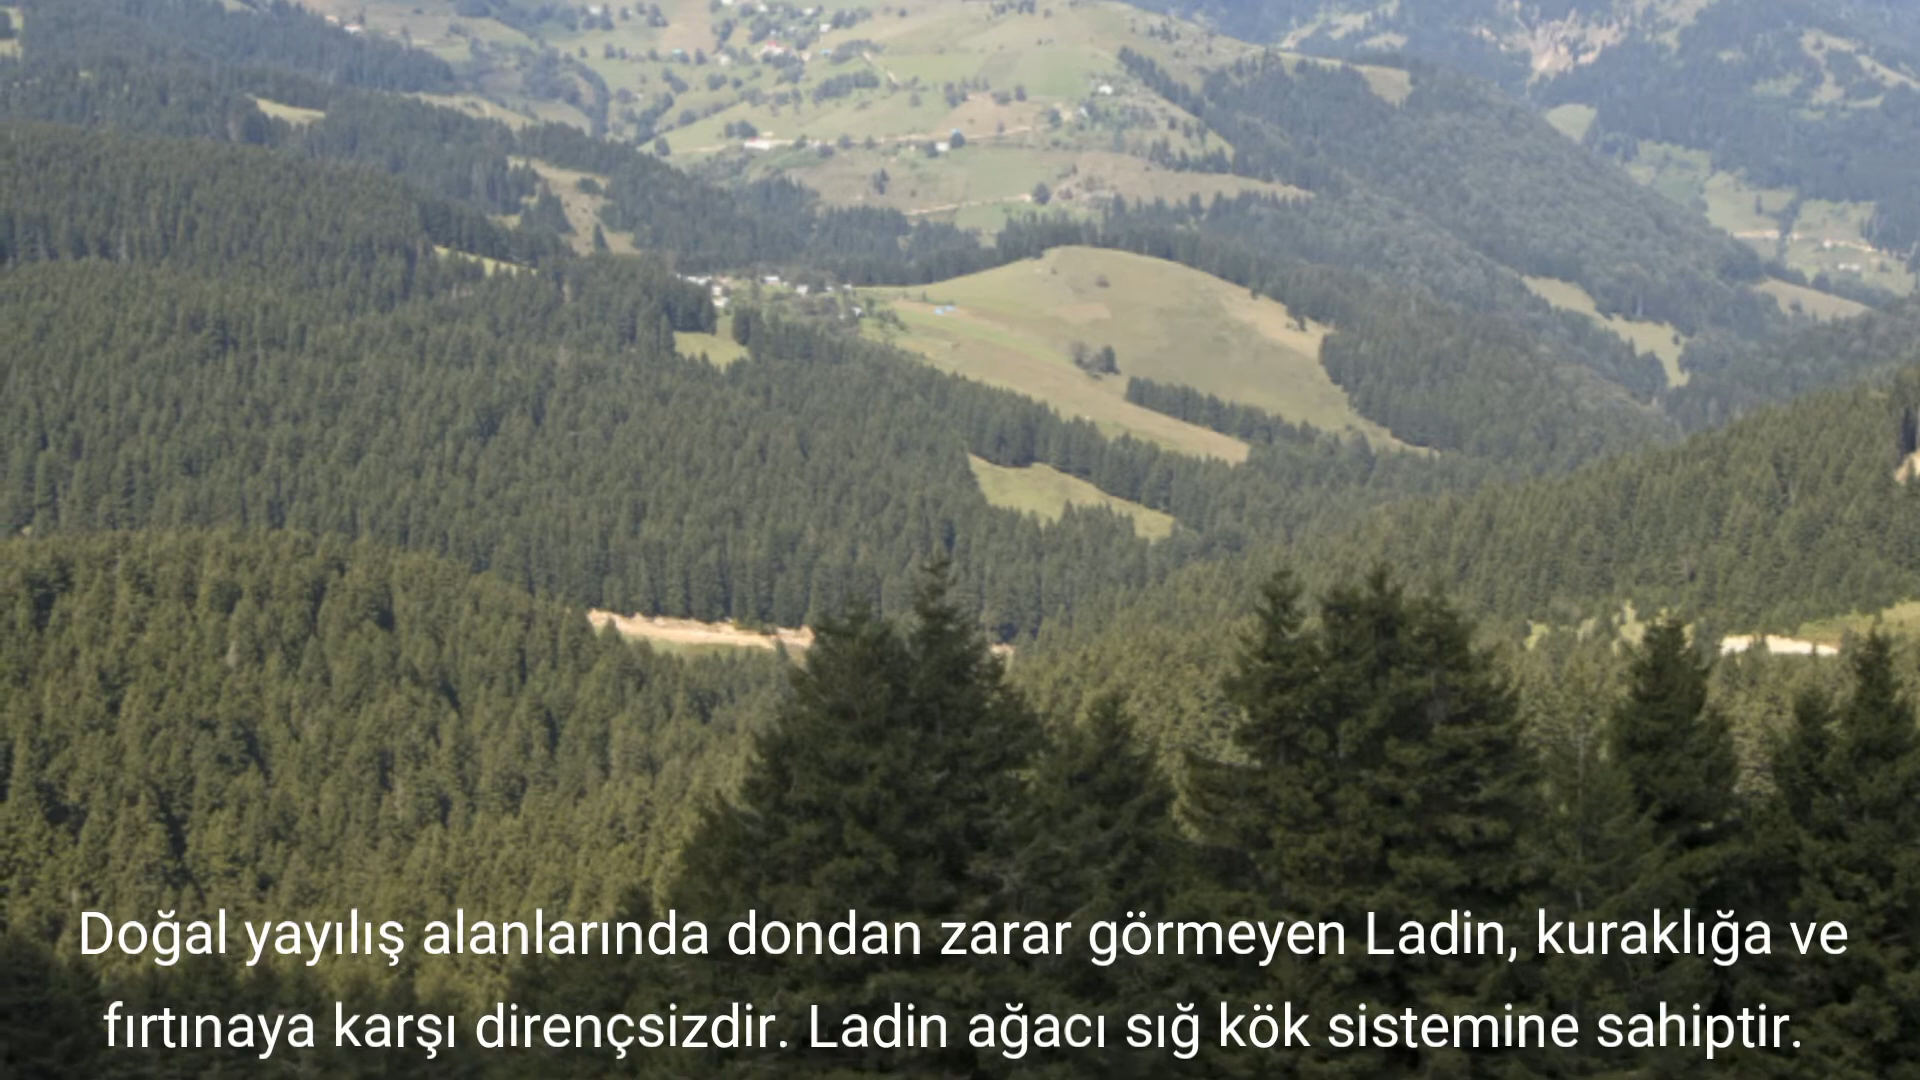 Doğal yayılış alanlarında dondan zarar görmeyen Ladin, kuraklığa ve
fırtınaya karşı dirençsizdir. Ladin ağacı sığ kök sistemine sahiptir.